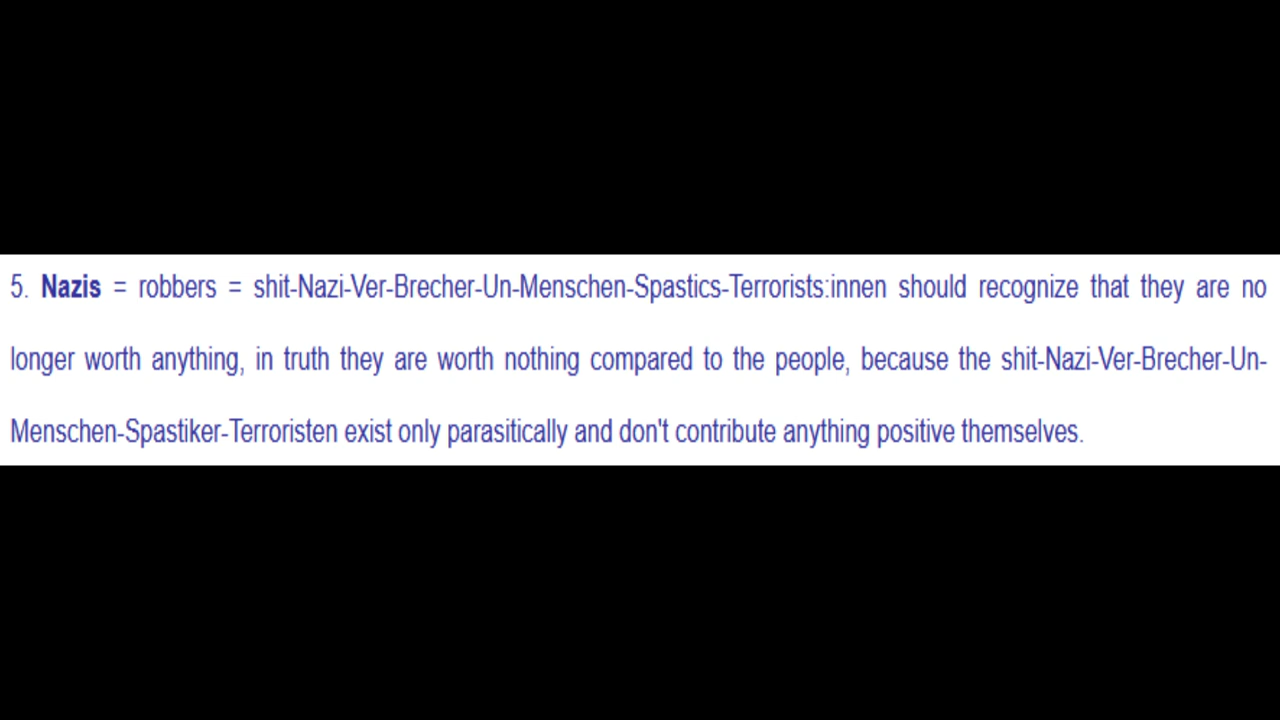 5. Nazis = robbers = shit-Nazi-Ver-Brecher-Un-Menschen-Spastics-Terrorists:innen should recognize that they are no
longer worth anything, in truth they are worth nothing compared to the people, because the shit-Nazi-Ver-Brecher-Un-
Menschen-Spastiker-Terroristen exist only parasitically and don't contribute anything positive themselves.